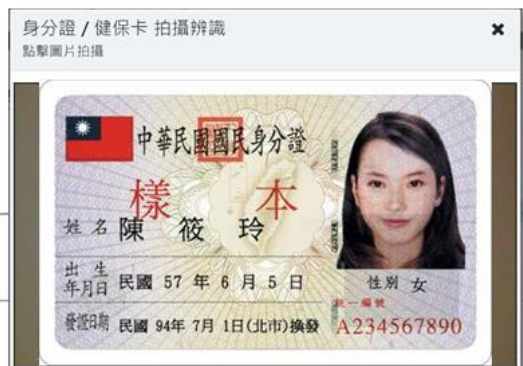 身分證 / 健保卡 拍攝辨識
點擊圖片拍攝
中華民國國民身分證
樣本
姓名 陳筱玲
出生年月日 民國 57 年 6 月 5 日
性別 女
統一編號
發證日期 民國 94年 7月 1日(北市)換發
A234567890